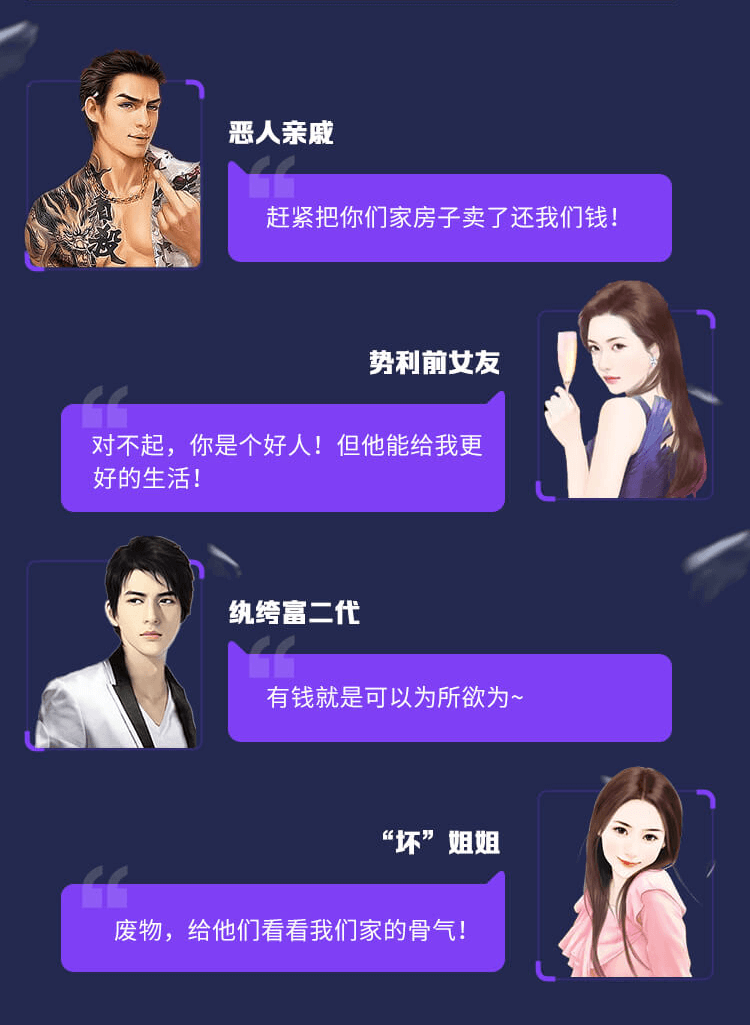 恶人亲戚
赶紧把你们家房子卖了还我们钱！
势利前女友
对不起，你是个好人！但他能给我更
好的生活！
纨绔富二代
有钱就是可以为所欲为~
“坏”姐姐
废物，给他们看看我们家的骨气！